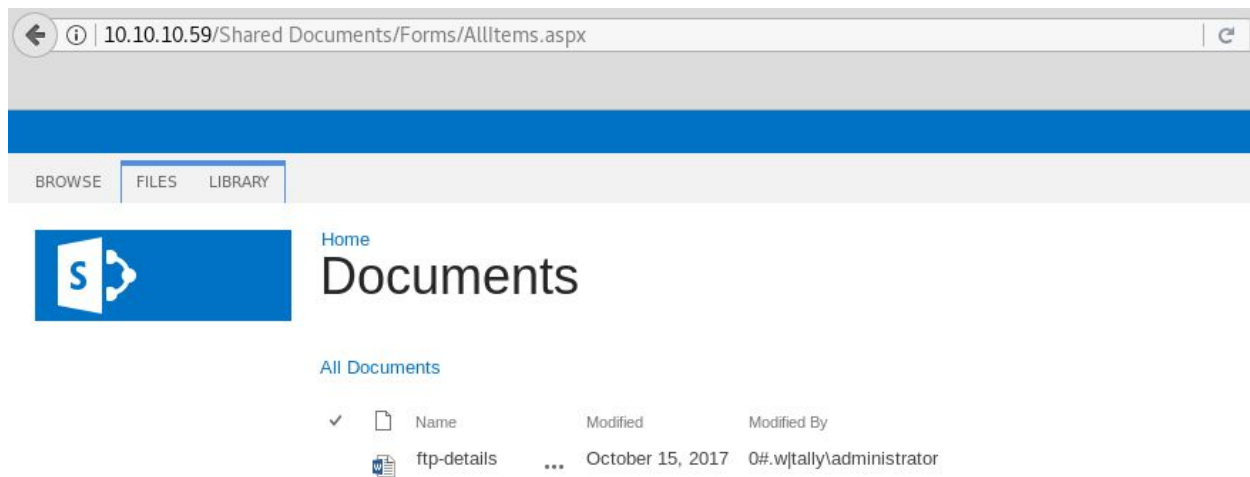 10.10.10.59/Shared Documents/Forms/AllItems.aspx
BROWSE FILES LIBRARY
S
Home
Documents
All Documents
Name Modified Modified By
ftp-details ... October 15, 2017 0#.w|tally\administrator